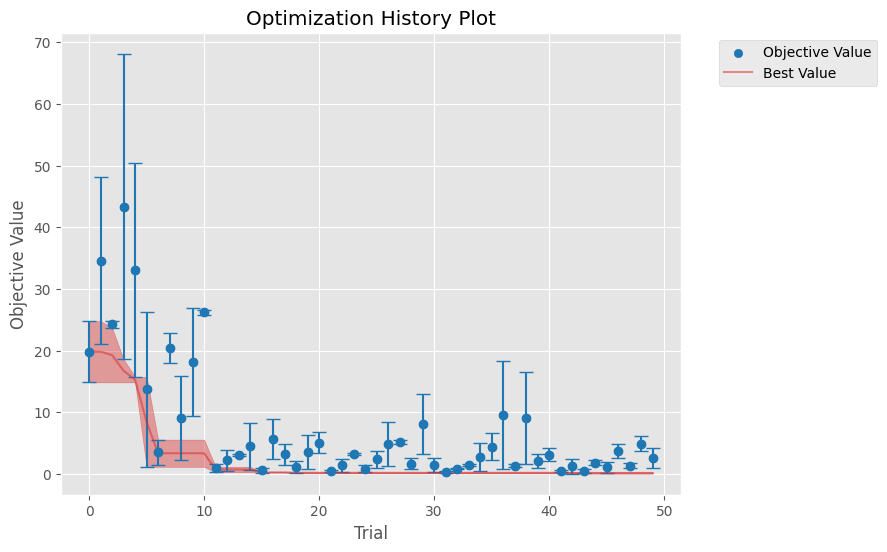 Optimization History Plot
Objective Value
Best Value
70
60
50
40
30
20
10
0
Objective Value
0 10 20 30 40 50
Trial